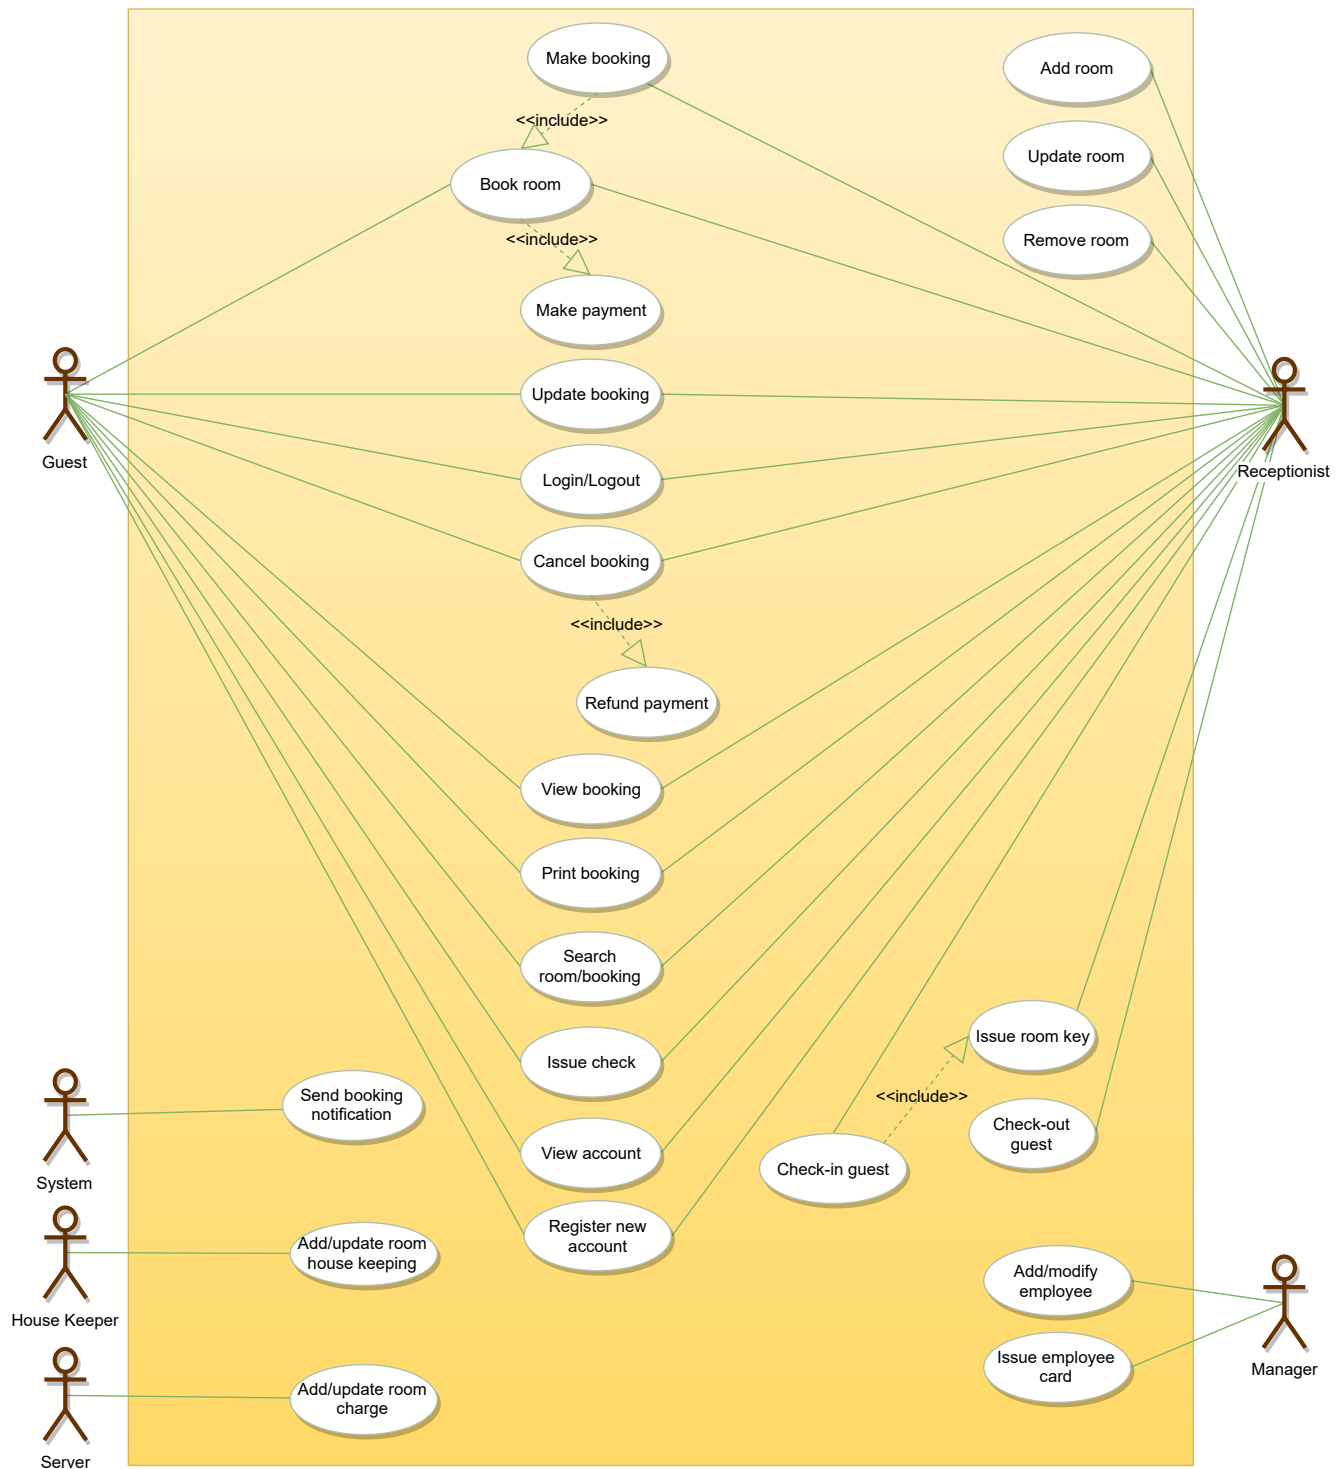 Make booking
Add room
<<include>>
Update room
Book room
Remove room
<<include>>
Make payment
Update booking
Guest
Receptionist
Login/Logout
Cancel booking
<<include>>
Refund payment
View booking
Print booking
Search
room/booking
Issue room key
Issue check
Send booking
notification
<<include>>
Check-out
guest
View account
Check-in guest
System
Register new
account
Add/update room
house keeping
House Keeper
Add/modify
employee
Issue employee
card
Manager
Add/update room
charge
Server